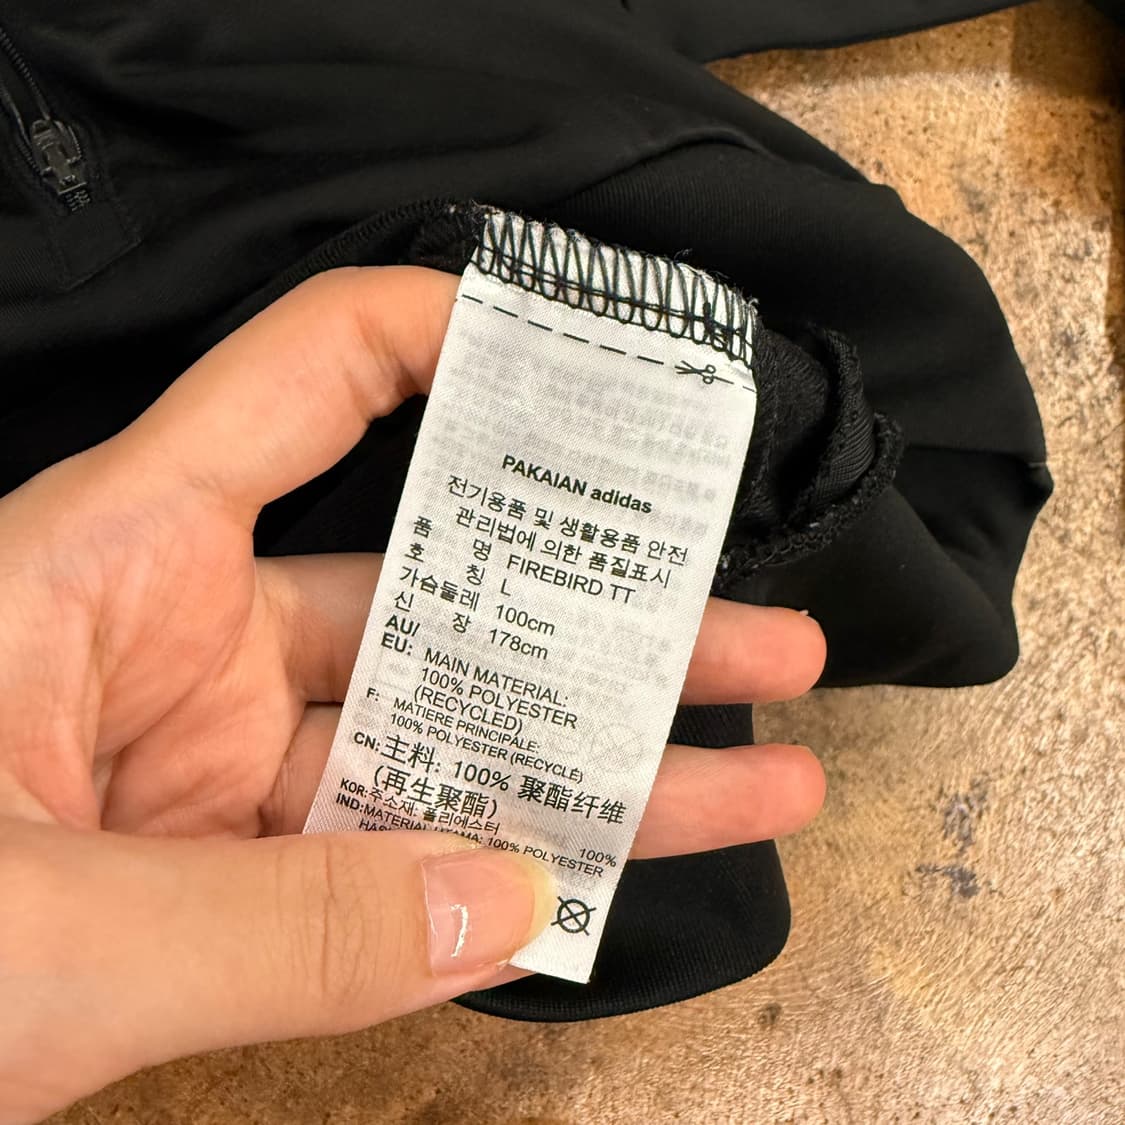 PAKAIAN adidas
전기용품 및 생활용품 안전
관리법에 의한 품질표시
품 명 FIREBIRD TT
호 칭 L
가슴둘레 100cm
신 장 178cm
AU/
EU: MAIN MATERIAL:
100% POLYESTER
(RECYCLED)
F: MATIERE PRINCIPALE:
100% POLYESTER (RECYCLE)
CN: 主料: 100% 聚酯纤维
(再生聚酯)
KOR: 주소재: 폴리에스터
100%
IND: MATERIAL UTAMA: 100% POLYESTER